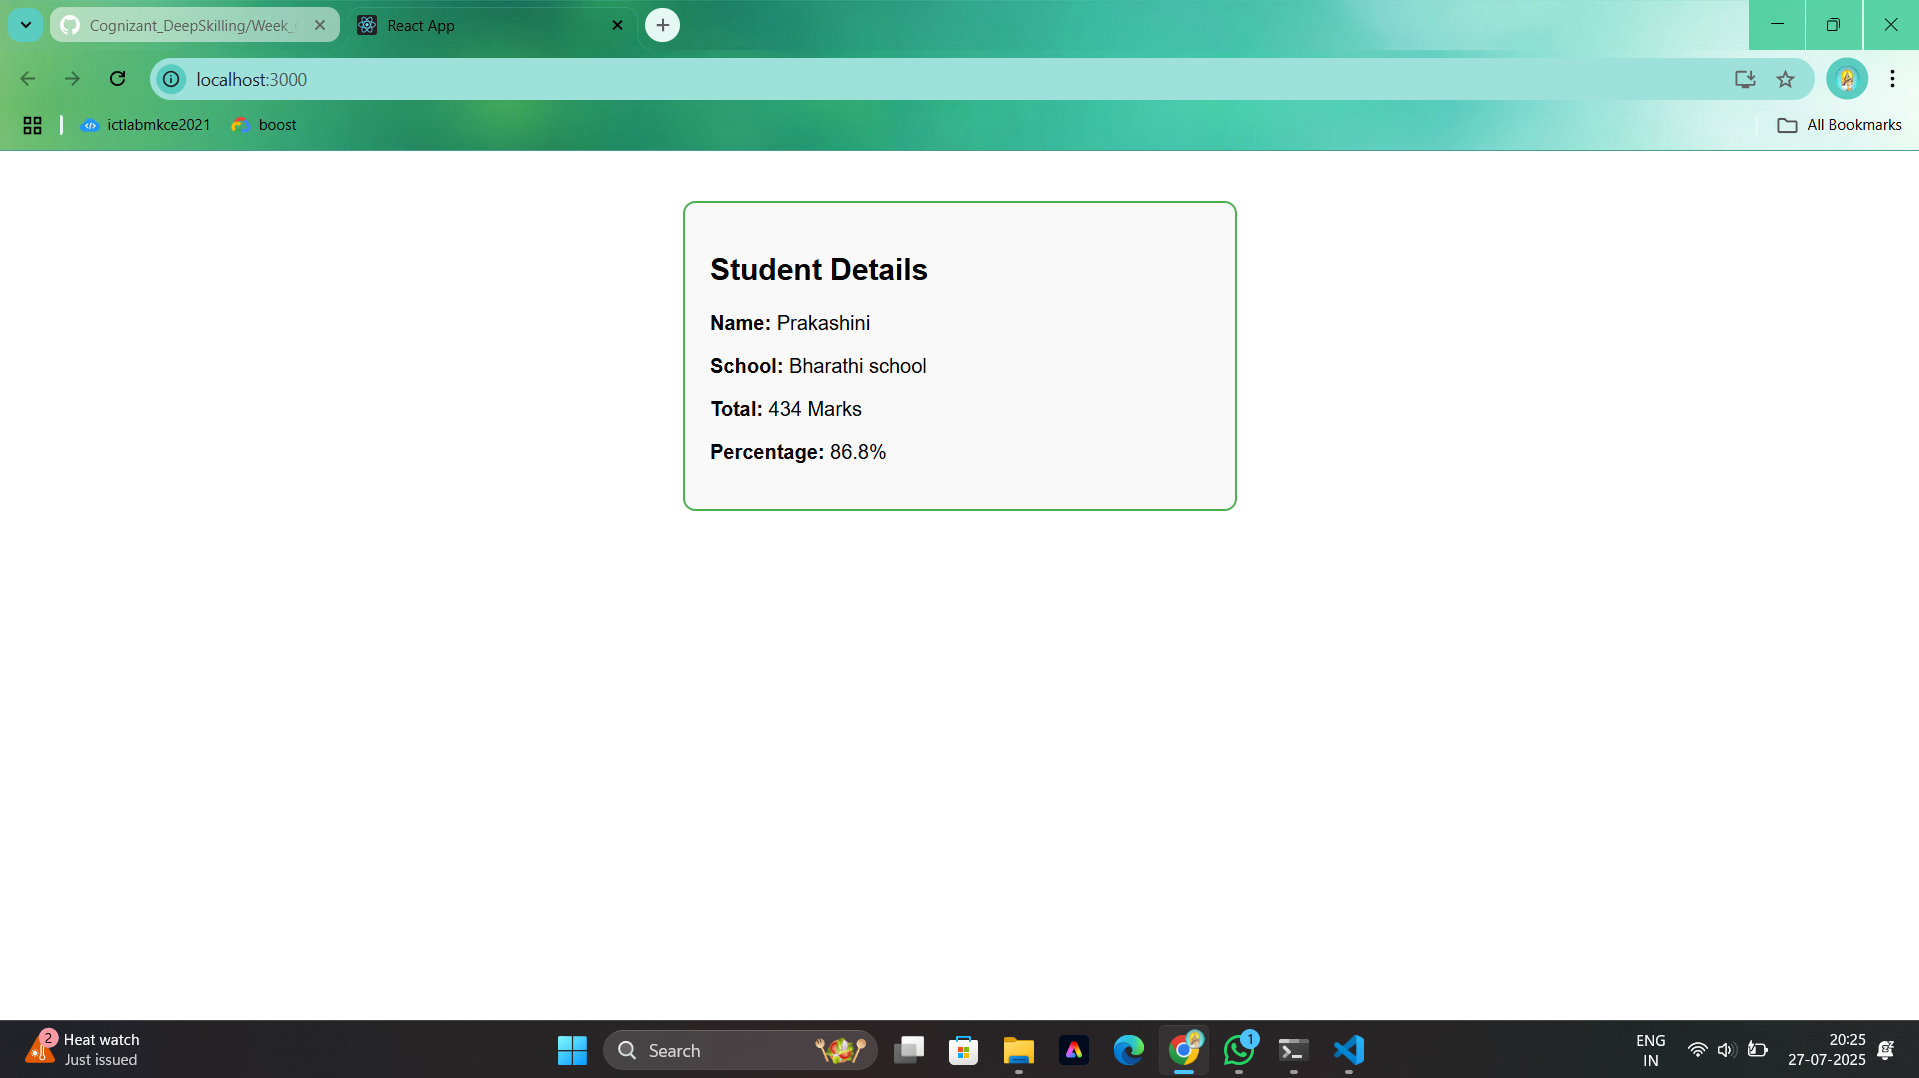 Cognizant_DeepSkilling/Week_
React App
localhost:3000
ictlabmkce2021
boost
All Bookmarks
Student Details
Name: Prakashini
School: Bharathi school
Total: 434 Marks
Percentage: 86.8%
2
Heat watch
Just issued
Search
1
ENG
IN
20:25
27-07-2025